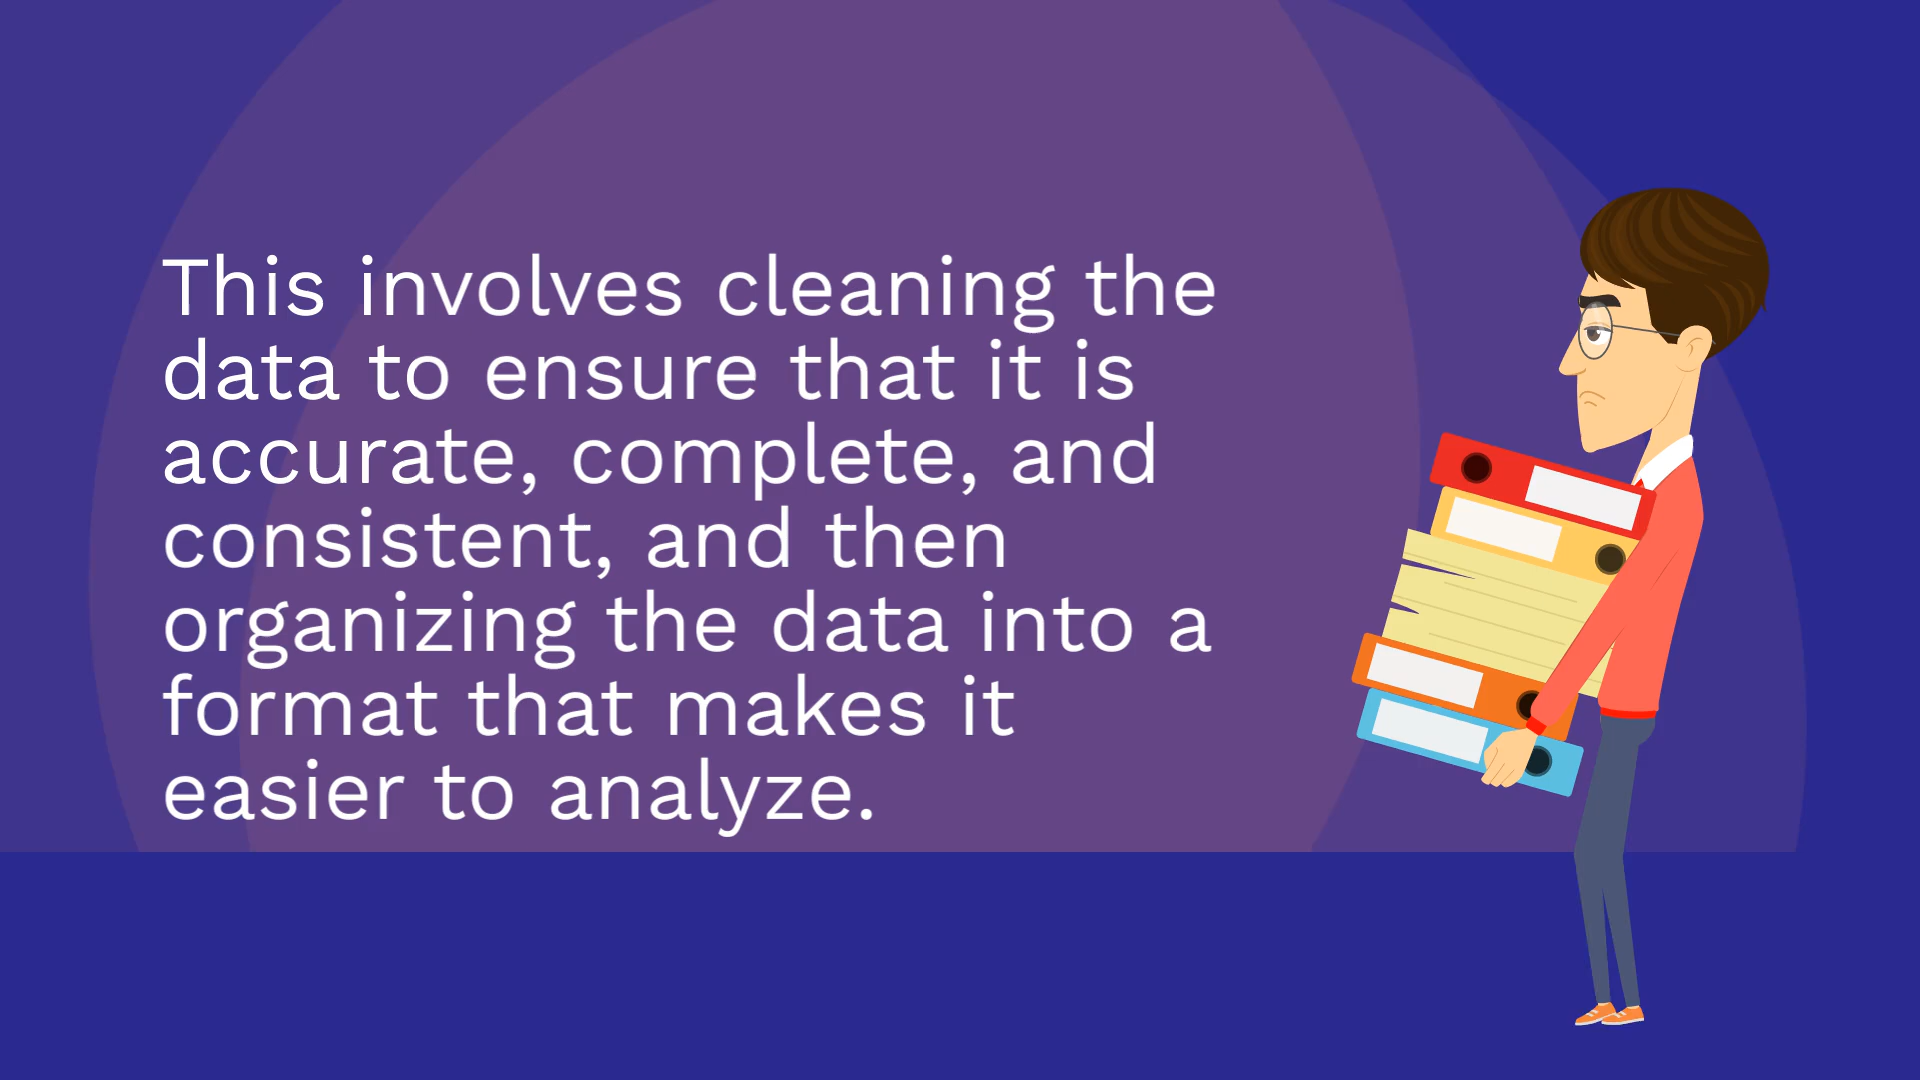 This involves cleaning the
data to ensure that it is
accurate, complete, and
consistent, and then
organizing the data into a
format that makes it
easier to analyze.